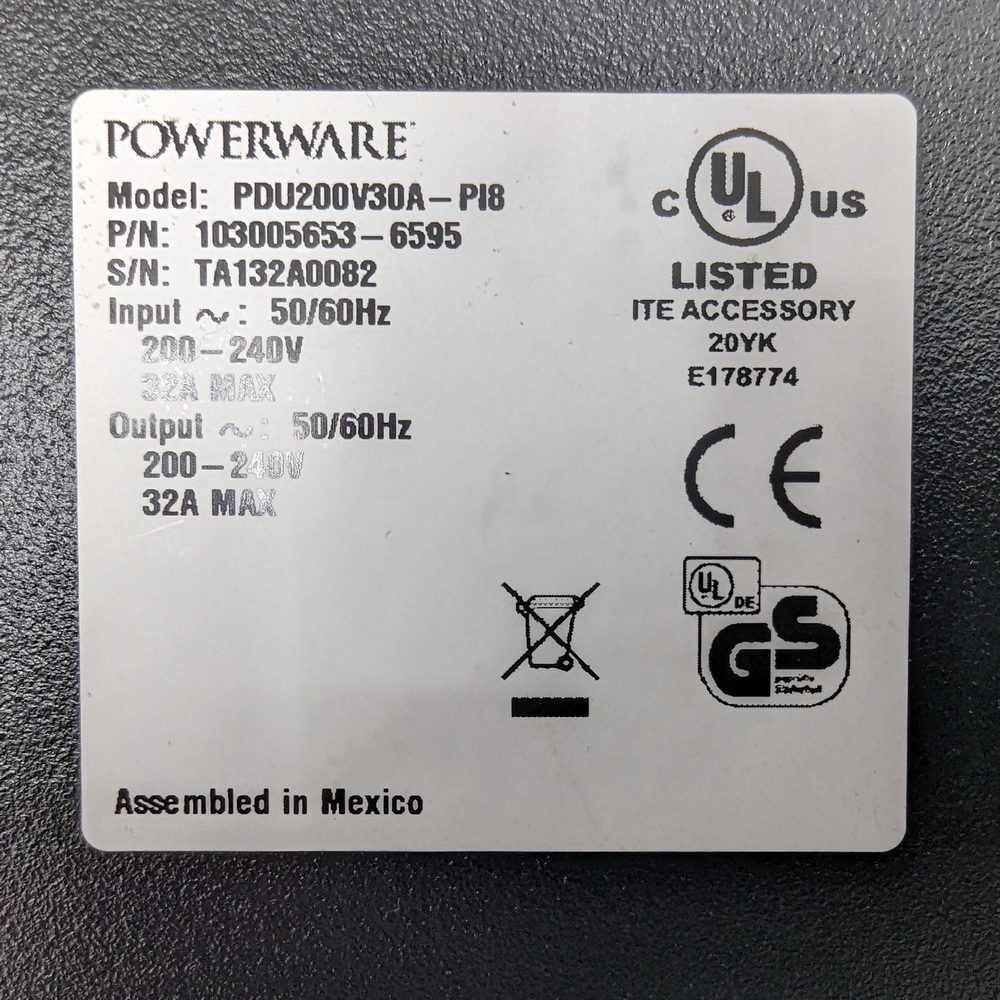 POWERWARE
Model: PDU200V30A-PI8
P/N: 103005653-6595
S/N: TA132A0082
Input ~: 50/60Hz
200-240V
32A MAX
Output ~: 50/60Hz
200-240V
32A MAX
Assembled in Mexico
C UL US
LISTED
ITE ACCESSORY
20YK
E178774
CE
UL DE
GS